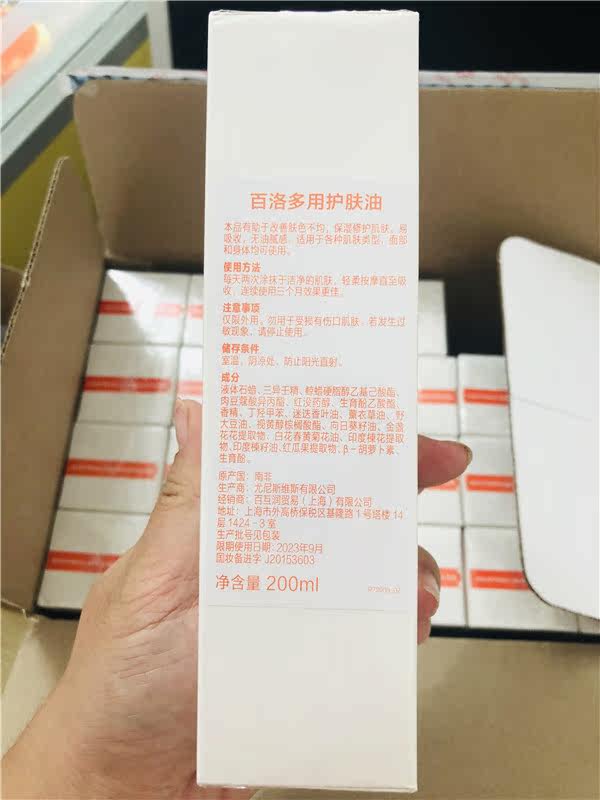 百洛多用护肤油
本品有助于改善肤色不均，保湿修护肌肤。易
吸收，无油腻感。适用于各种肌肤类型，面部
和身体均可使用。
使用方法
每天两次涂抹于洁净的肌肤，轻柔按摩直至吸
收，连续使用三个月效果更佳。
注意事项
仅限外用。勿用于受损有伤口肌肤。若发生过
敏现象，请停止使用。
储存条件
室温，阴凉处、防止阳光直射。
成分
液体石蜡、三异壬精、鲸蜡硬脂醇乙基己酸酯、
肉豆蔻酸异丙酯、红没药醇、生育酚乙酸酯、
香精、丁羟甲苯、迷迭香叶油、薰衣草油、野
大豆油、视黄醇棕榈酸酯、向日葵籽油、金盏
花花提取物、白花春黄菊花油、印度楝花提取
物、印度楝籽油、红瓜果提取物、β－胡萝卜素、
生育酚。
原产国：南非
生产商：尤尼斯维斯有限公司
经销商：百互润贸易（上海）有限公司
地址：上海市外高桥保税区基隆路1号塔楼14
层1424－3室
生产批号见包装
限期使用日期：2023年9月
国妆备进字J20153603
净含量 200ml